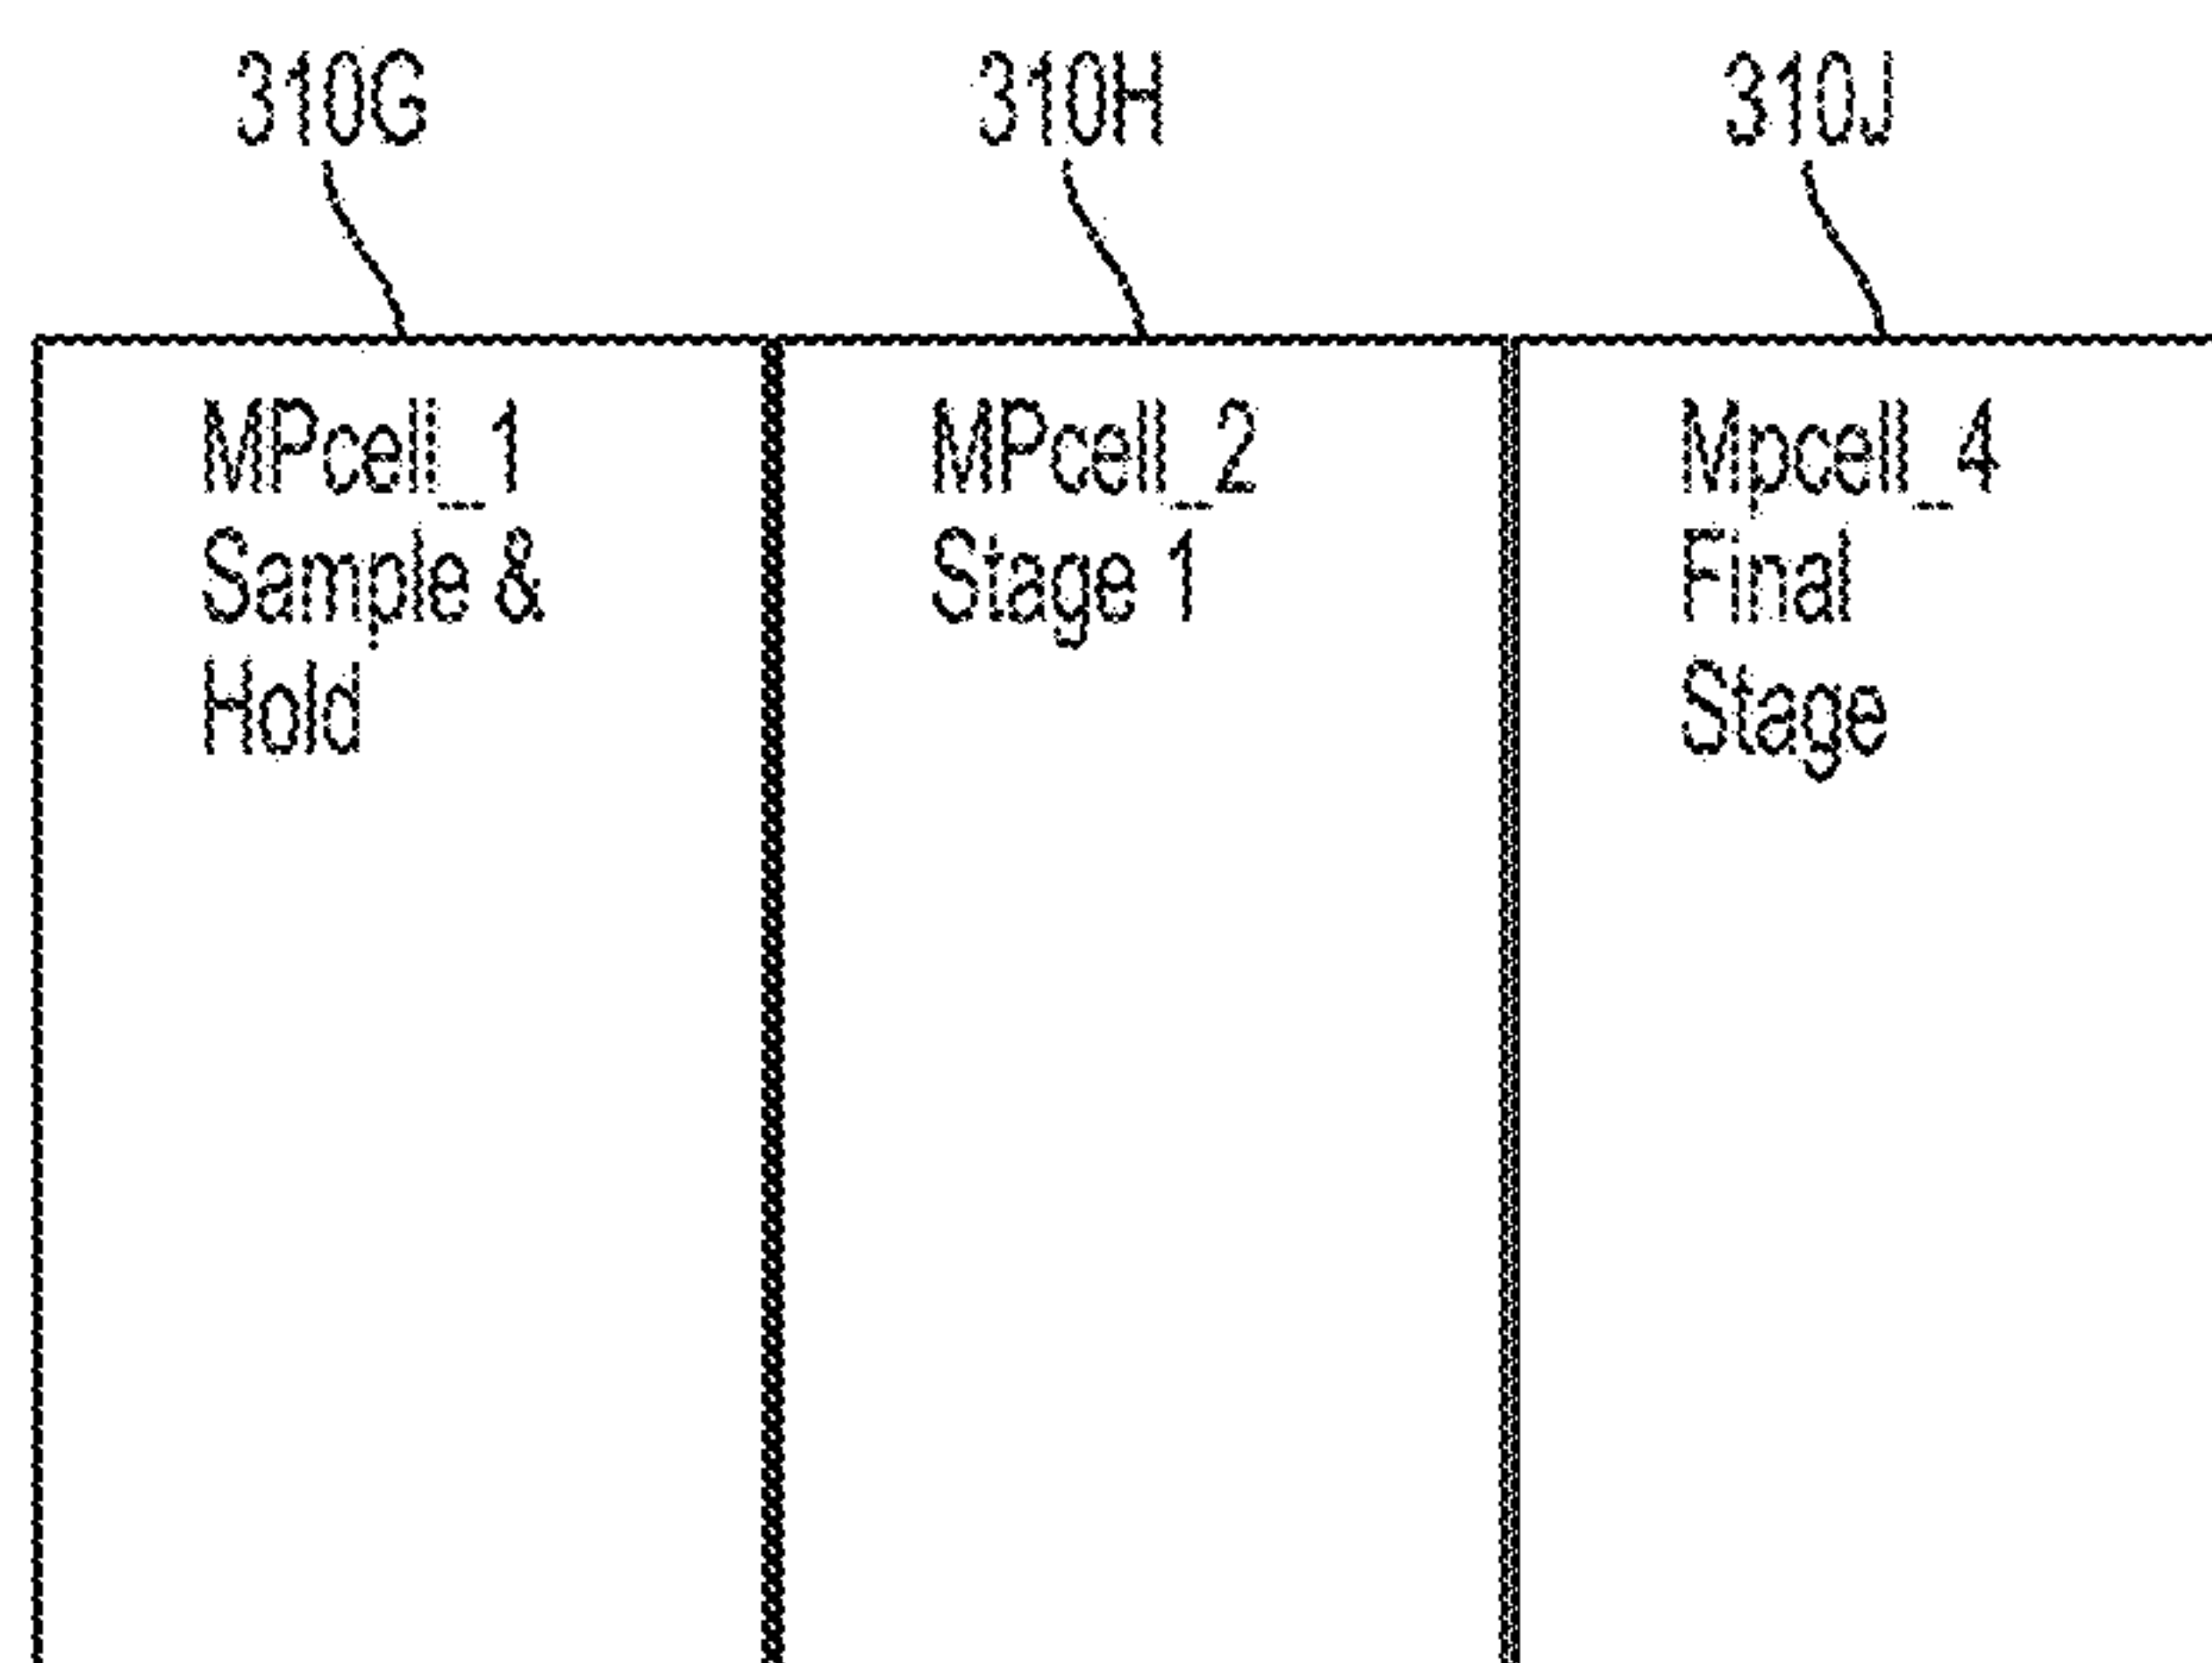 310G 310H 310J
MPcell_1
Sample &
Hold
MPcell_2
Stage 1
Mpcell_4
Final
Stage